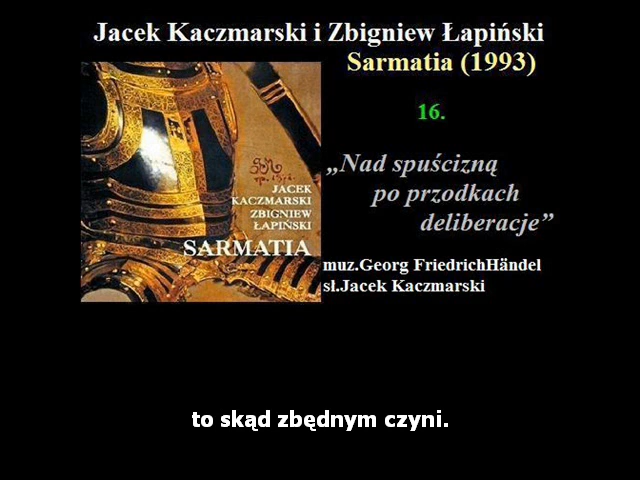 Jacek Kaczmarski i Zbigniew Łapiński
Sarmatia (1993)
16.
„Nad spuścizną
po przodkach
deliberacje”
JACEK
KACZMARSKI
ZBIGNIEW
ŁAPIŃSKI
SARMATIA
muz.Georg FriedrichHändel
sł.Jacek Kaczmarski
to skąd zbędnym czyni.